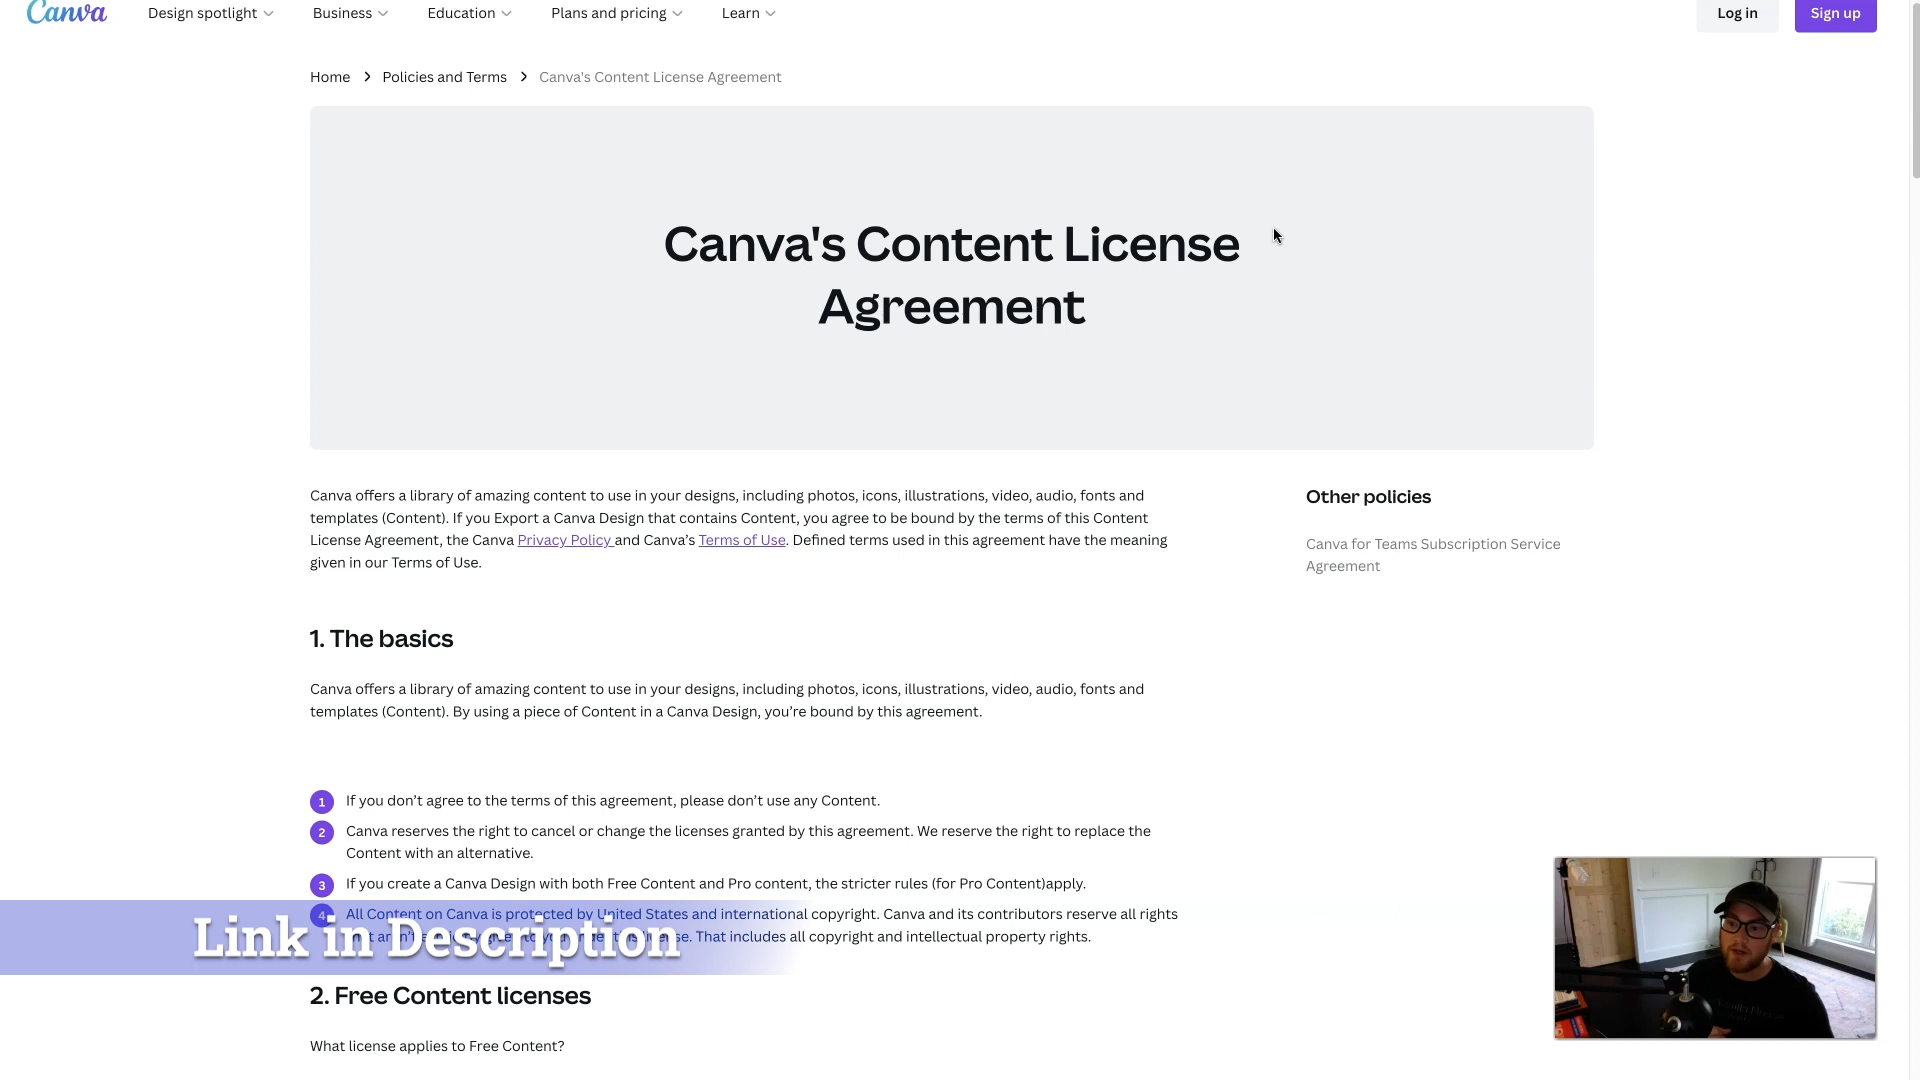 Canva Design spotlight Business Education Plans and pricing Learn Log in Sign up
Home Policies and Terms Canva's Content License Agreement
Canva's Content License
Agreement
Canva offers a library of amazing content to use in your designs, including photos, icons, illustrations, video, audio, fonts and
templates (Content). If you Export a Canva Design that contains Content, you agree to be bound by the terms of this Content
License Agreement, the Canva Privacy Policy and Canva’s Terms of Use. Defined terms used in this agreement have the meaning
given in our Terms of Use.
Other policies
Canva for Teams Subscription Service
Agreement
1. The basics
Canva offers a library of amazing content to use in your designs, including photos, icons, illustrations, video, audio, fonts and
templates (Content). By using a piece of Content in a Canva Design, you’re bound by this agreement.
1 If you don’t agree to the terms of this agreement, please don’t use any Content.
2 Canva reserves the right to cancel or change the licenses granted by this agreement. We reserve the right to replace the
Content with an alternative.
3 If you create a Canva Design with both Free Content and Pro content, the stricter rules (for Pro Content)apply.
4 All Content on Canva is protected by United States and international copyright. Canva and its contributors reserve all rights
That includes all copyright and intellectual property rights.
Link in Description
2. Free Content licenses
What license applies to Free Content?